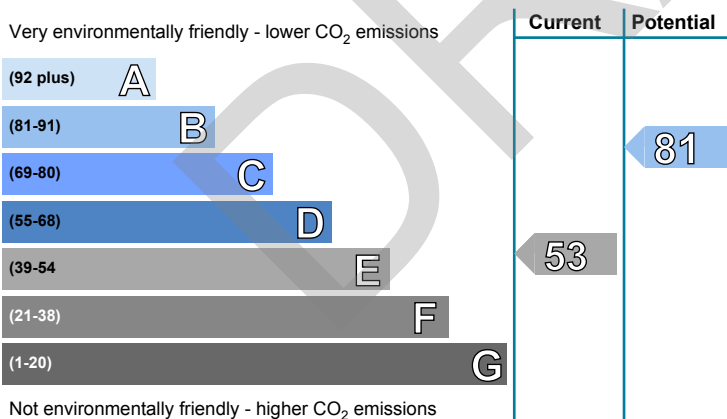 Very environmentally friendly - lower CO2 emissions
Current Potential
(92 plus) A
(81-91) B
(69-80) C
(55-68) D
(39-54 E
(21-38) F
(1-20) G
81
53
Not environmentally friendly - higher CO2 emissions